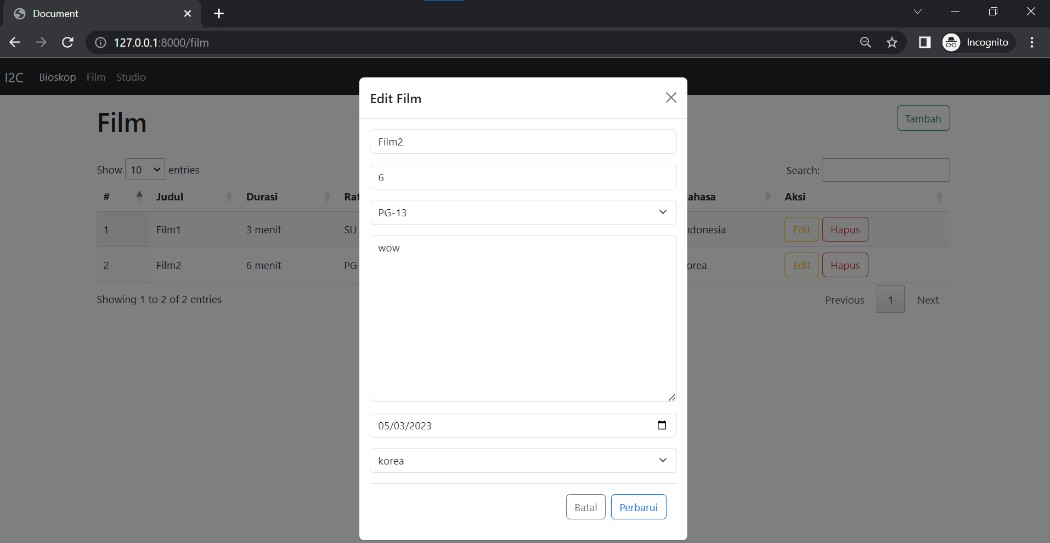 Document
127.0.0.1:8000/film
Incognito
I2C Bioskop Film Studio
Edit Film
Film
Tambah
Film2
Show 10 entries
Search:
6
# Judul Durasi Rat
ahasa Aksi
PG-13
1 Film1 3 menit SU
ndonesia Edit Hapus
wow
2 Film2 6 menit PG
orea Edit Hapus
Showing 1 to 2 of 2 entries
Previous 1 Next
05/03/2023
korea
Batal Perbarui